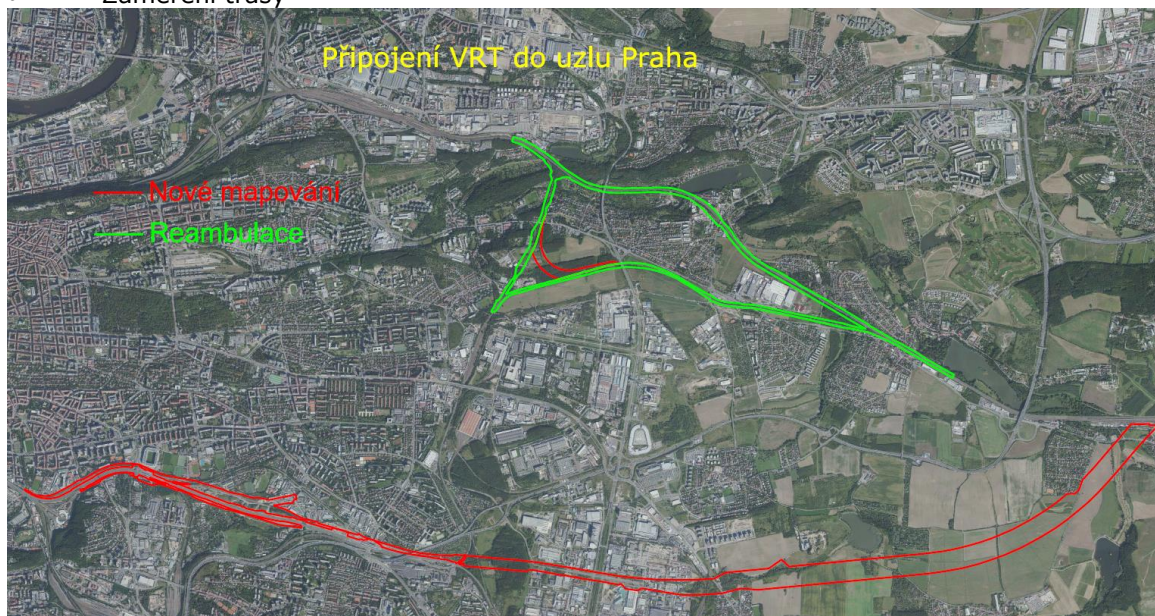 Zaměření trasy
Připojení VRT do uzlu Praha
Nové mapování
Reambulace